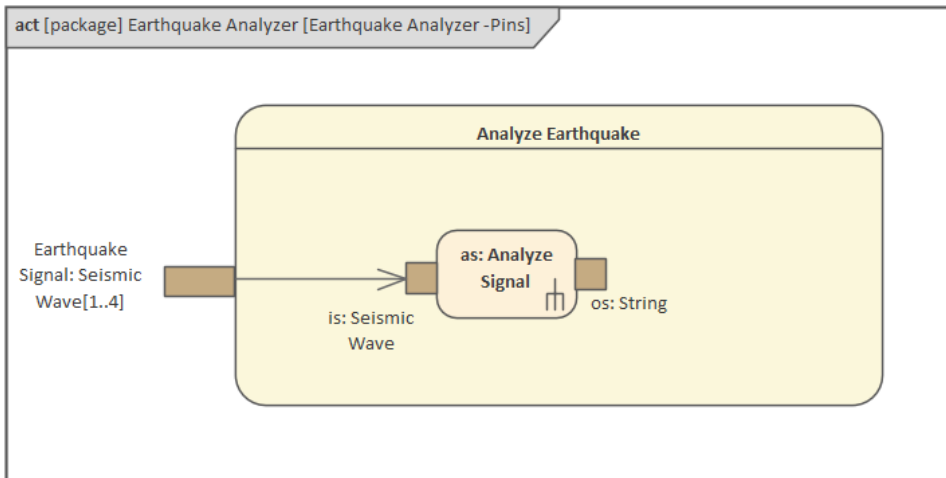 act [package] Earthquake Analyzer [Earthquake Analyzer -Pins]
Analyze Earthquake
Earthquake
Signal: Seismic
Wave[1..4]
as: Analyze
Signal
is: Seismic
Wave
os: String